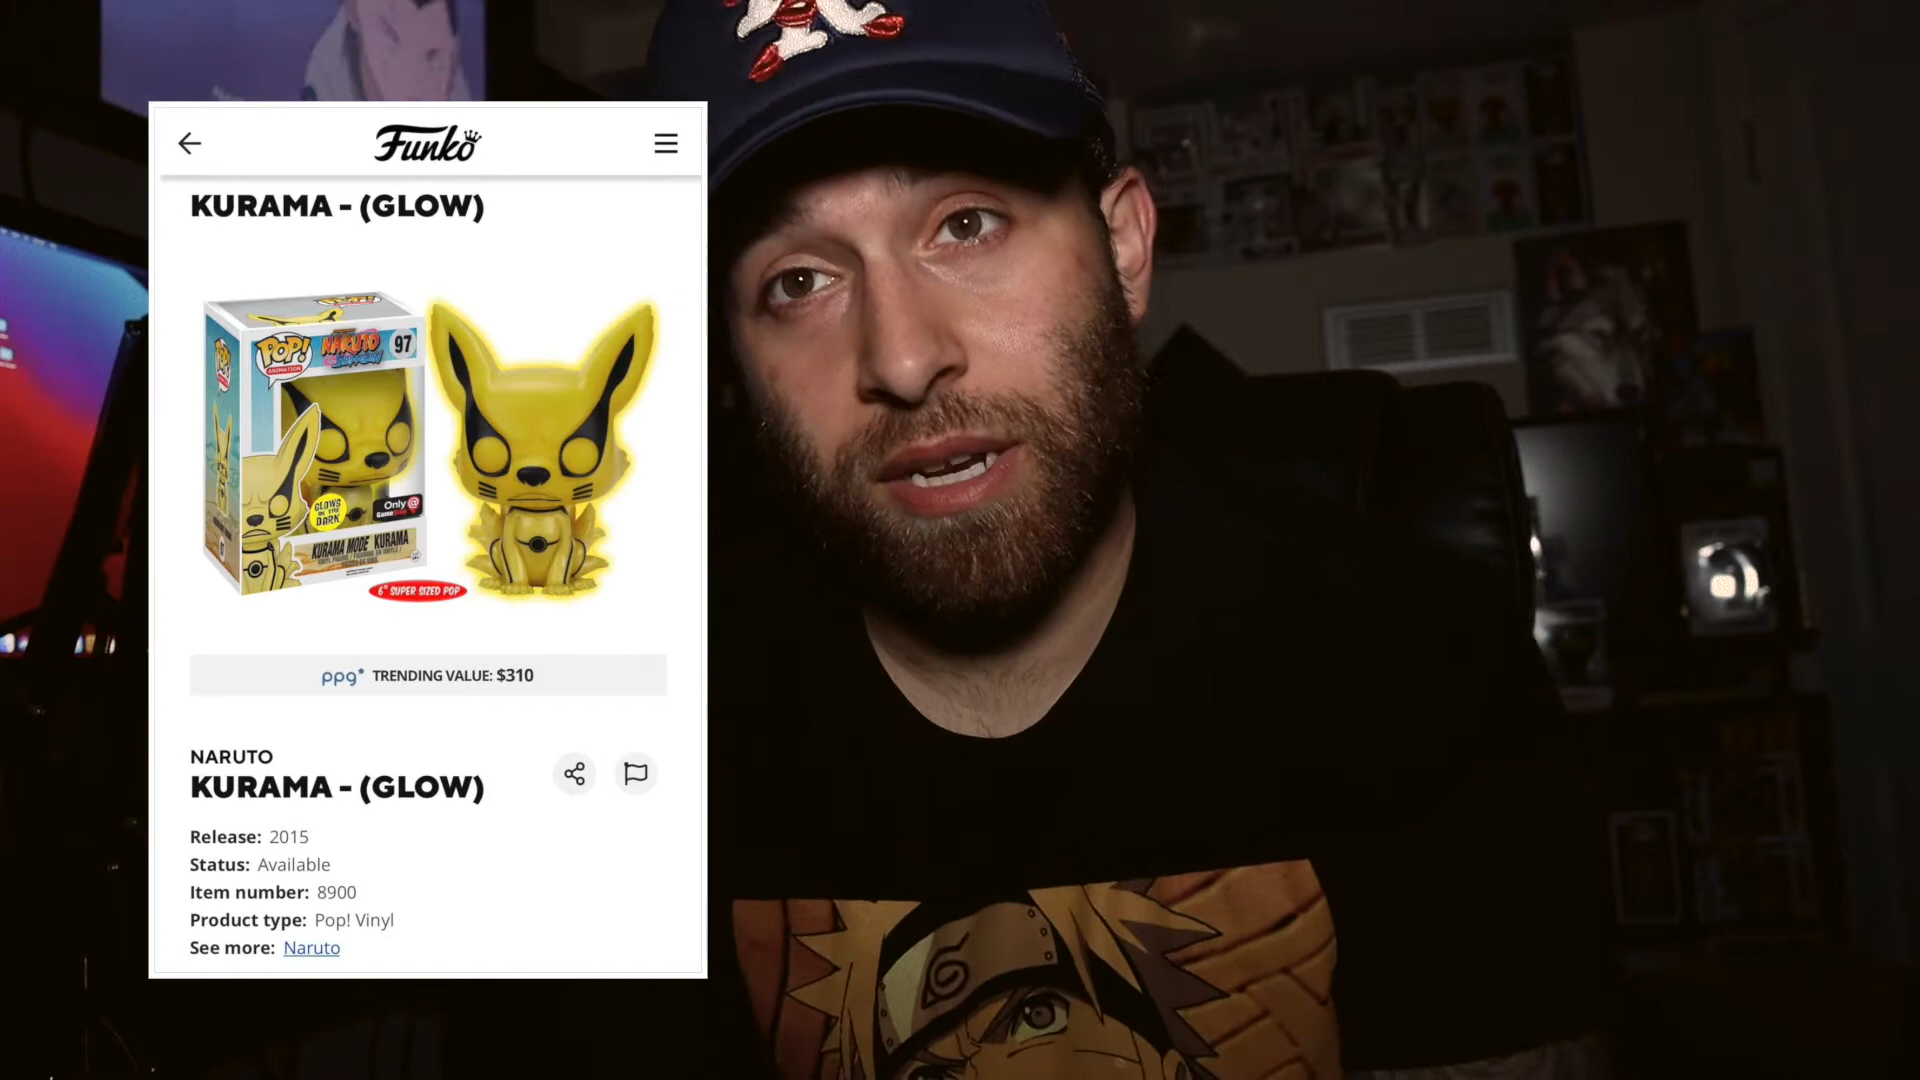 Funko
KURAMA - (GLOW)
POP!
ANIMATION
NARUTO
97
GLOWS
IN THE
DARK
Only
GameStop
KURAMA MODE KURAMA
6" SUPER SIZED POP
ppg* TRENDING VALUE: $310
NARUTO
KURAMA - (GLOW)
Release: 2015
Status: Available
Item number: 8900
Product type: Pop! Vinyl
See more: Naruto